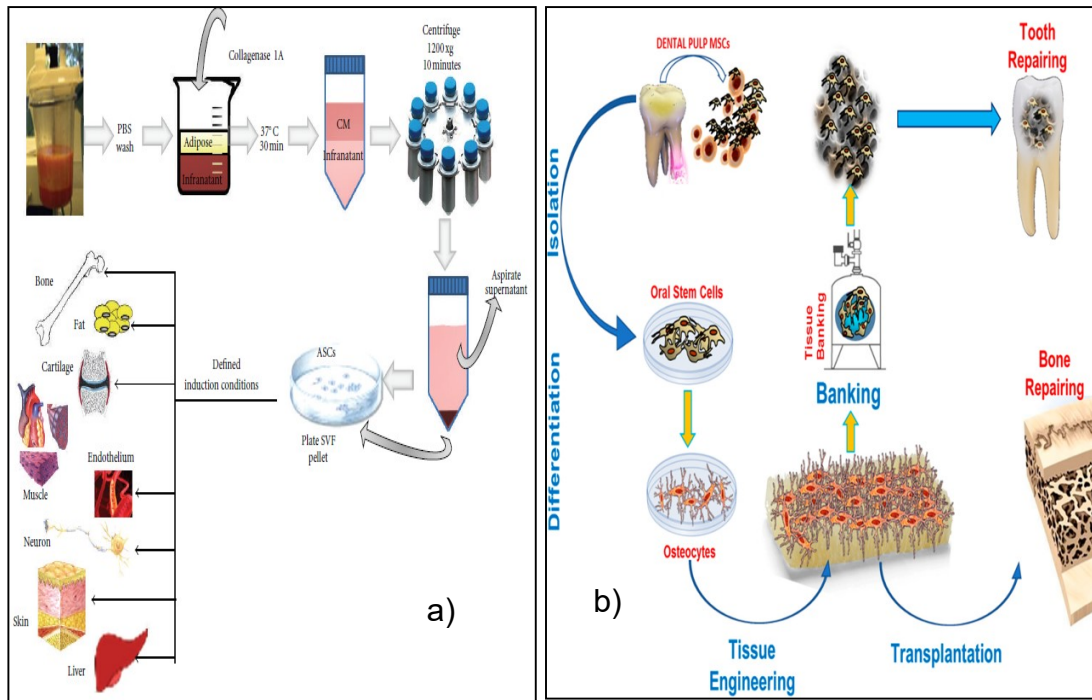 Collagenase 1A
PBS
wash
Adipose
Infranatant
37° C
30 min
CM
Infranatant
Centrifuge
1200 xg
10 minutes
Aspirate
supernatant
ASCs
Plate SVF
pellet
Defined
induction conditions
Bone
Fat
Cartilage
Muscle
Endothelium
Neuron
Skin
Liver
a)
DENTAL PULP MSCs
Isolation
Oral Stem Cells
Differentiation
Osteocytes
Tissue
Engineering
Tissue
Banking
Banking
Tooth
Repairing
Bone
Repairing
Transplantation
b)